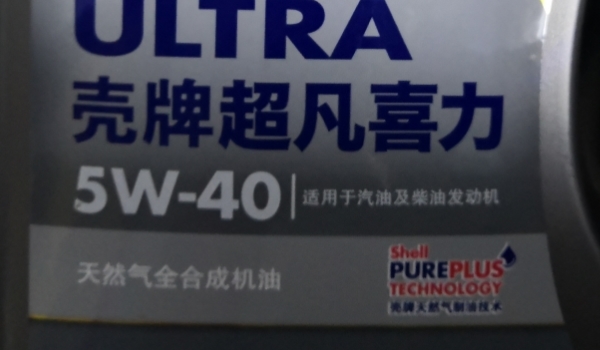 ULTRA
壳牌超凡喜力
5W-40
适用于汽油及柴油发动机
天然气全合成机油
Shell
PUREPLUS
TECHNOLOGY
壳牌天然气制油技术